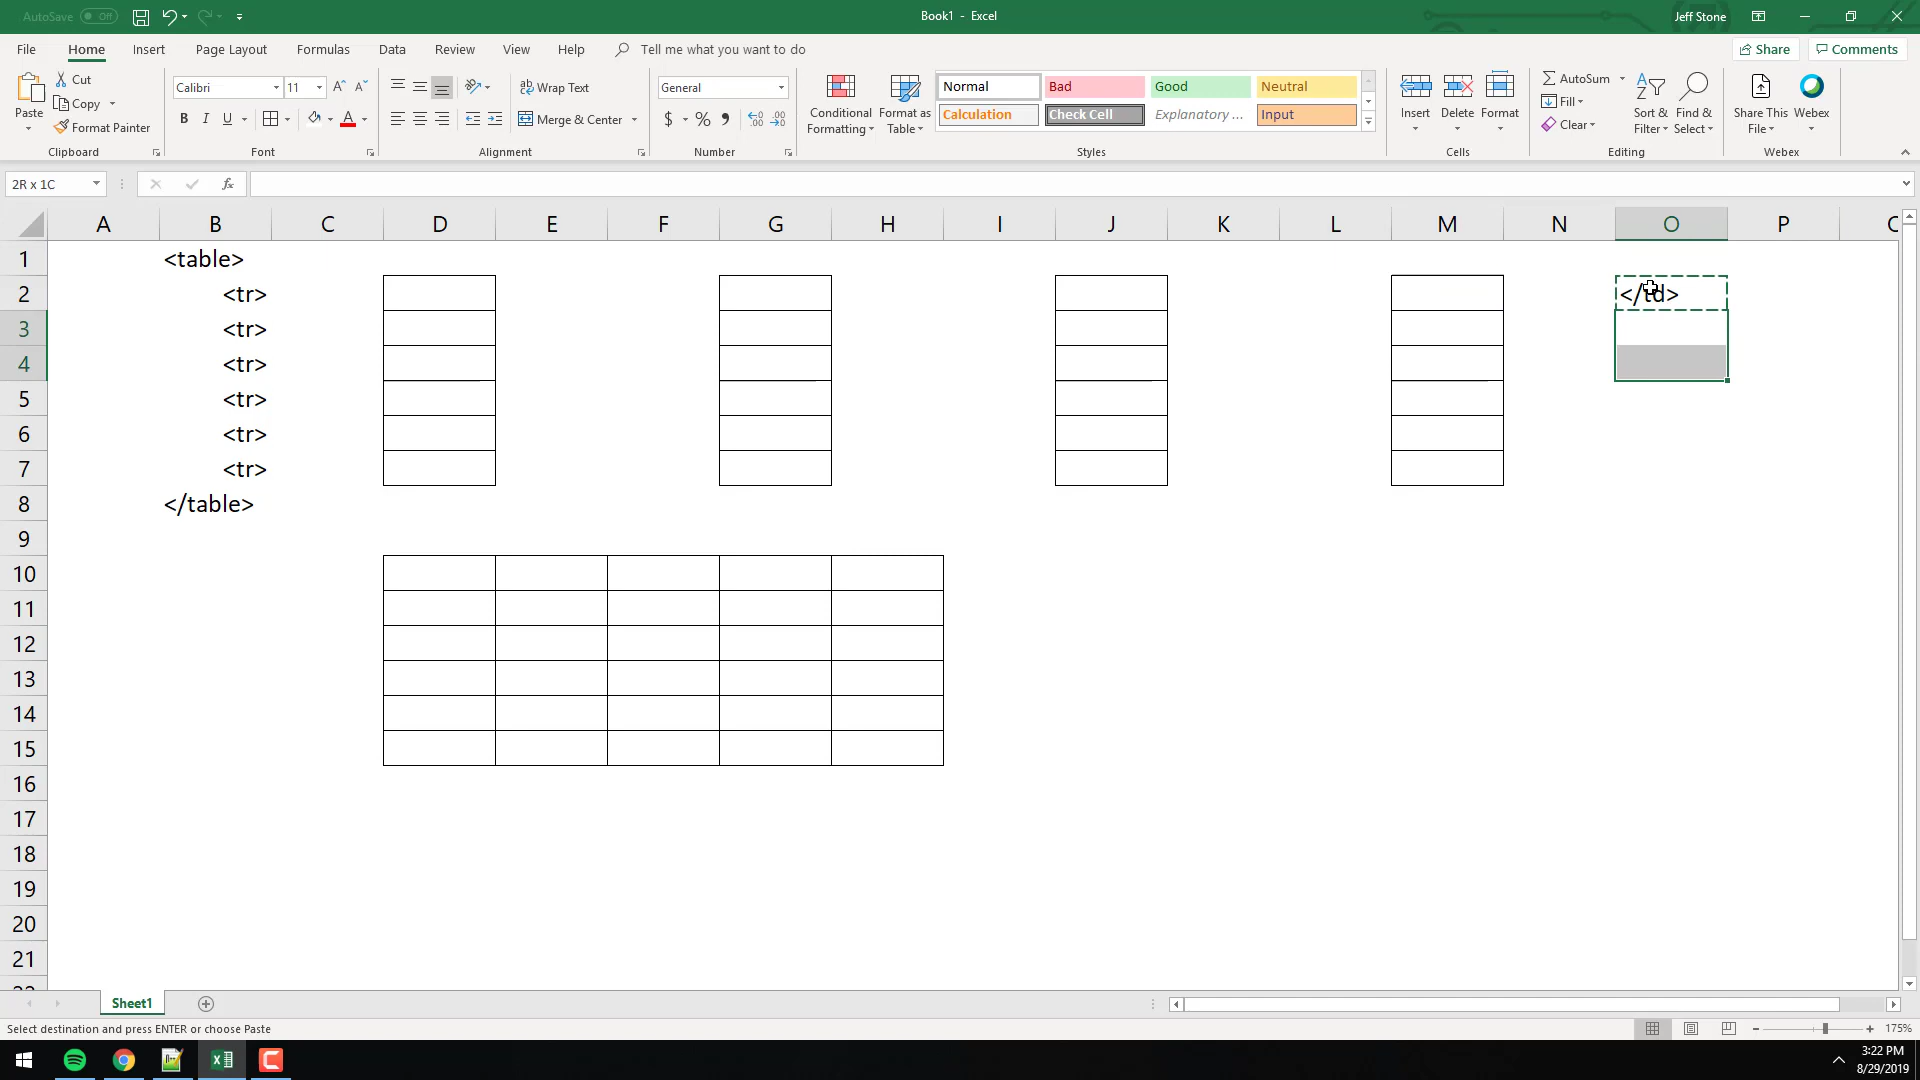 AutoSave Off
Book1 - Excel
Jeff Stone
File Home Insert Page Layout Formulas Data Review View Help Tell me what you want to do Share Comments
Paste
Cut
Copy
Format Painter
Clipboard
Calibri 11
B I U
Font
Wrap Text
Merge & Center
Alignment
General
$ % 9
Number
Conditional Formatting
Format as Table
Normal Bad Good Neutral
Calculation Check Cell Explanatory ... Input
Styles
Insert Delete Format
Cells
AutoSum
Fill
Clear
Sort & Filter
Find & Select
Editing
Share This File
Webex
Webex
2R x 1C fx
A B C D E F G H I J K L M N O P
1 <table>
2 <tr> </td>
3 <tr>
4 <tr>
5 <tr>
6 <tr>
7 <tr>
8 </table>
9
10
11
12
13
14
15
16
17
18
19
20
21
Sheet1
Select destination and press ENTER or choose Paste
175%
3:22 PM
8/29/2019